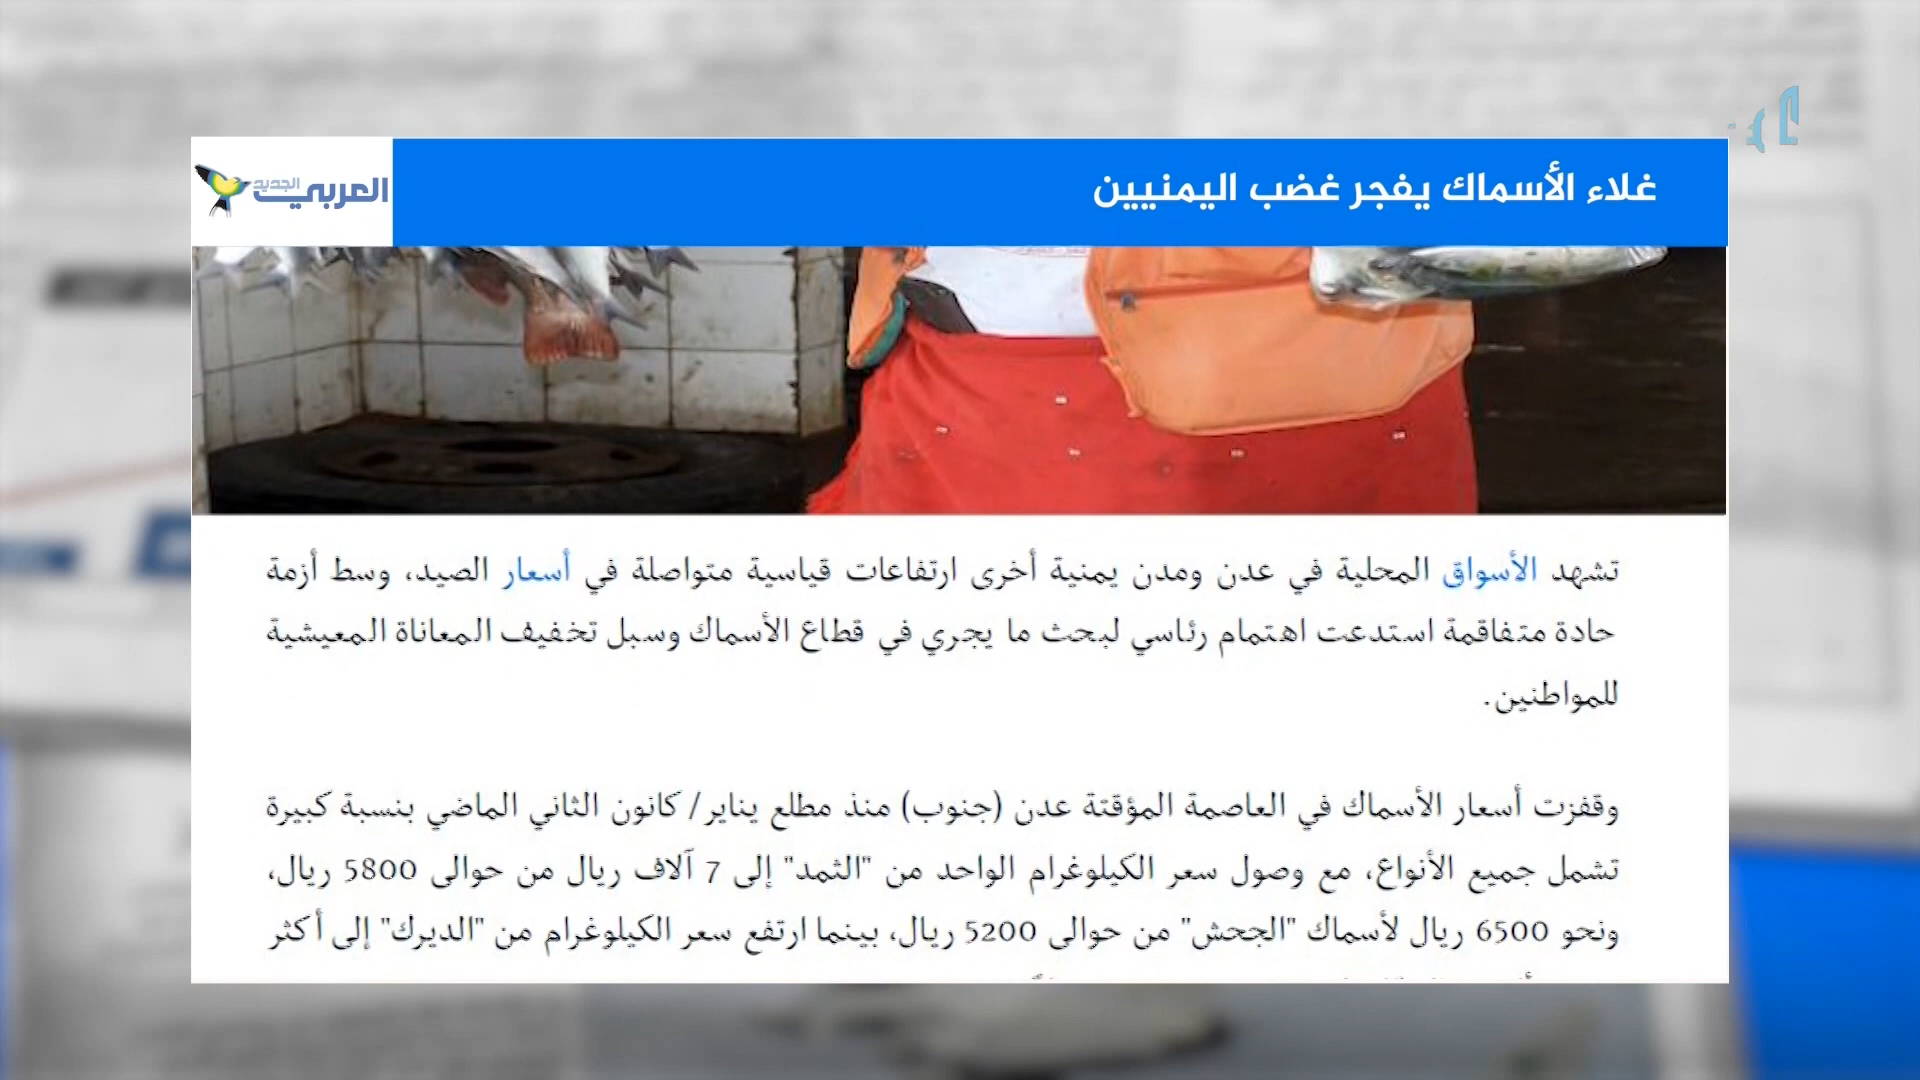 غلاء الأسماك يفجر غضب اليمنيين
العربي الجديد
تشهد الأسواق المحلية في عدن ومدن يمنية أخرى ارتفاعات قياسية متواصلة في أسعار الصيد، وسط أزمة
حادة متفاقمة استدعت اهتمام رئاسي لبحث ما يجري في قطاع الأسماك وسبل تخفيف المعاناة المعيشية
للمواطنين.
وقفزت أسعار الأسماك في العاصمة المؤقتة عدن (جنوب) منذ مطلع يناير/ كانون الثاني الماضي بنسبة كبيرة
تشمل جميع الأنواع، مع وصول سعر الكيلوغرام الواحد من "الثمد" إلى 7 آلاف ريال من حوالى 5800 ريال،
ونحو 6500 ريال لأسماك "الجحش" من حوالى 5200 ريال، بينما ارتفع سعر الكيلوغرام من "الديرك" إلى أكثر